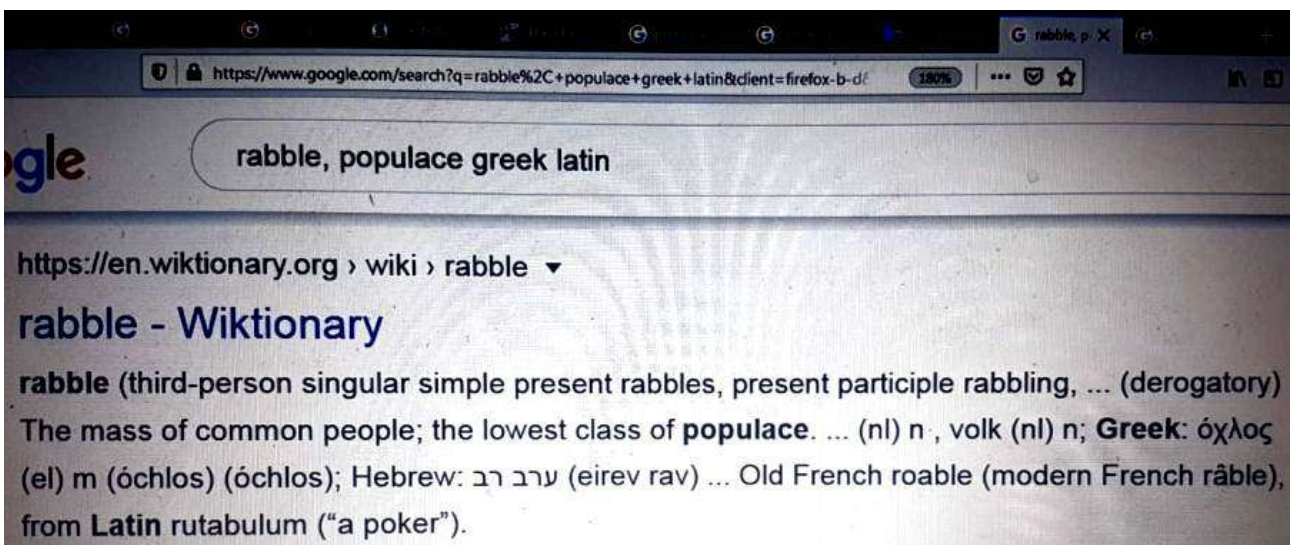 G rabble, p
https://www.google.com/search?q=rabble%2C+populace+greek+latin&client=firefox-b-d
180%
ogle
rabble, populace greek latin
https://en.wiktionary.org › wiki › rabble
rabble - Wiktionary
rabble (third-person singular simple present rabbles, present participle rabbling, ... (derogatory)
The mass of common people; the lowest class of populace. ... (nl) n , volk (nl) n; Greek: όχλος
(el) m (óchlos) (óchlos); Hebrew: ערב רב (eirev rav) ... Old French roable (modern French râble),
from Latin rutabulum (“a poker”).